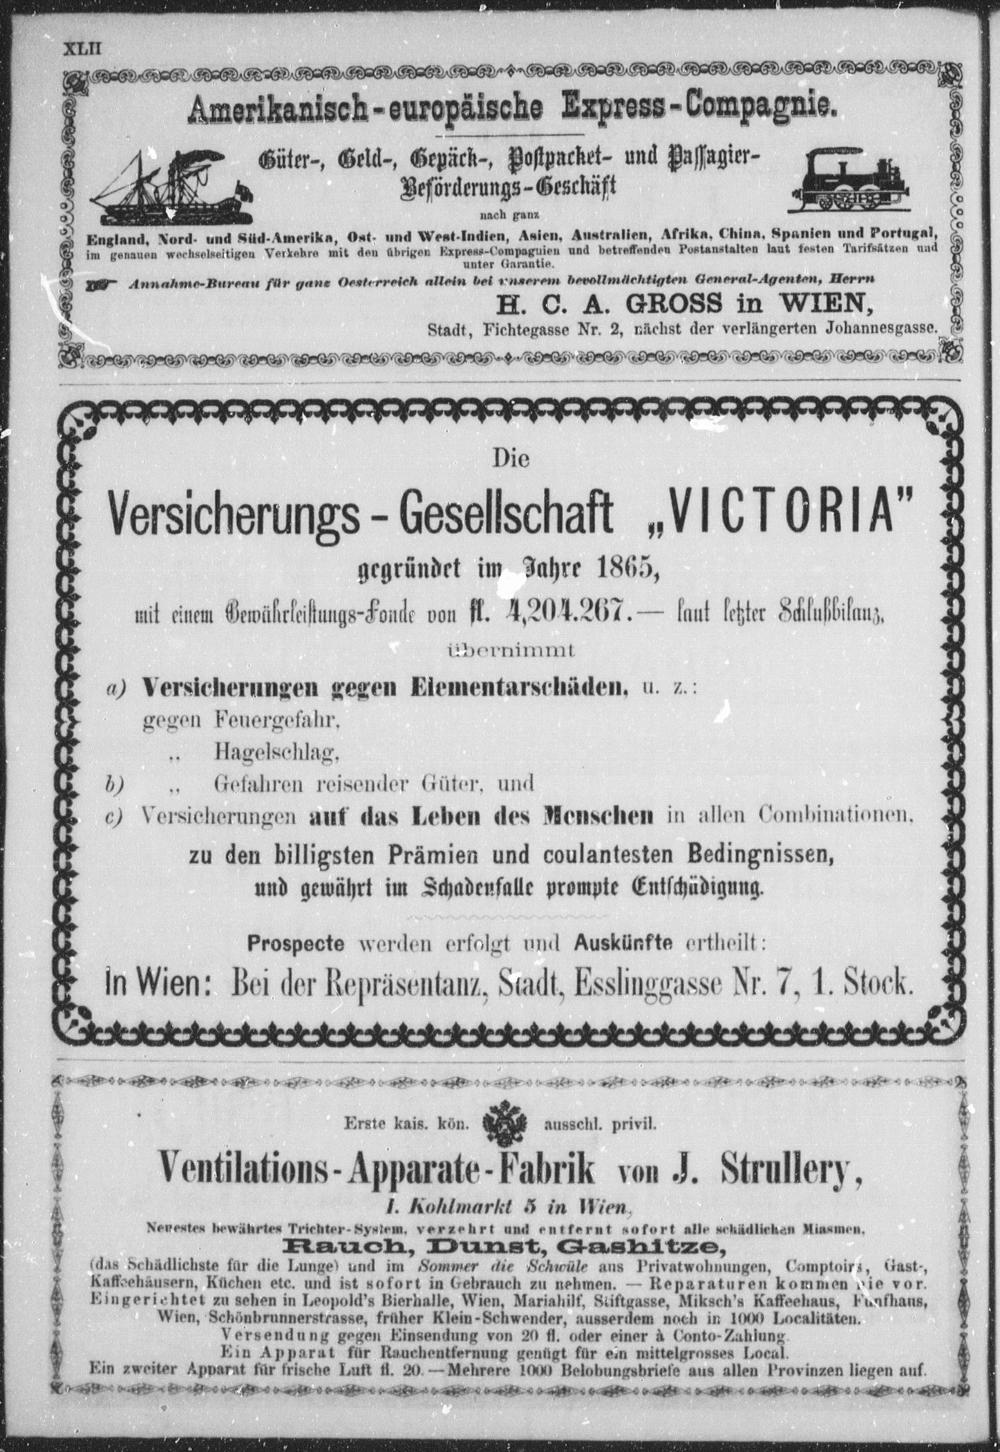 XLII
Amerikanisch-europäische Express-Compagnie.
Güter-, Geld-, Gepäck-, Postpacket- und Passagier-
Beförderungs-Geschäft
nach ganz
England, Nord- und Süd-Amerika, Ost- und West-Indien, Asien, Australien, Afrika, China, Spanien und Portugal,
im genauen wechselseitigen Verkehre mit den übrigen Express-Compagnien und betreffenden Postanstalten laut festen Tarifsätzen und
unter Garantie.
Annahme-Bureau für ganz Oesterreich allein bei unserem bevollmächtigten General-Agenten, Herrn
H. C. A. GROSS in WIEN,
Stadt, Fichtegasse Nr. 2, nächst der verlängerten Johannesgasse.
Die
Versicherungs-Gesellschaft „VICTORIA”
gegründet im Jahre 1865,
mit einem Gewährleistungs-Fonde von fl. 4,204.267.— laut letzter Schlußbilanz,
übernimmt
a) Versicherungen gegen Elementarschäden, u. z.:
gegen Feuergefahr,
„ Hagelschlag,
b) „ Gefahren reisender Güter, und
c) Versicherungen auf das Leben des Menschen in allen Combinationen,
zu den billigsten Prämien und coulantesten Bedingnissen,
und gewährt im Schadenfalle prompte Entschädigung.
Prospecte werden erfolgt und Auskünfte ertheilt:
In Wien: Bei der Repräsentanz, Stadt, Esslinggasse Nr. 7, 1. Stock.
Erste kais. kön. ausschl. privil.
Ventilations-Apparate-Fabrik von J. Strullery,
I. Kohlmarkt 5 in Wien,
Neuestes bewährtes Trichter-System, verzehrt und entfernt sofort alle schädlichen Miasmen,
Rauch, Dunst, Gashitze,
(das Schädlichste für die Lunge) und im Sommer die Schwüle aus Privatwohnungen, Comptoirs, Gast-,
Kaffeehäusern, Küchen etc. und ist sofort in Gebrauch zu nehmen. — Reparaturen kommen nie vor.
Eingerichtet zu sehen in Leopold's Bierhalle, Wien, Mariahilf, Stiftgasse, Miksch's Kaffeehaus, Fünfhaus,
Wien, Schönbrunnerstrasse, früher Klein-Schwender, ausserdem noch in 1000 Localitäten.
Versendung gegen Einsendung von 20 fl. oder einer à Conto-Zahlung.
Ein Apparat für Rauchentfernung genügt für ein mittelgrosses Local.
Ein zweiter Apparat für frische Luft fl. 20. — Mehrere 1000 Belobungsbriefe aus allen Provinzen liegen auf.